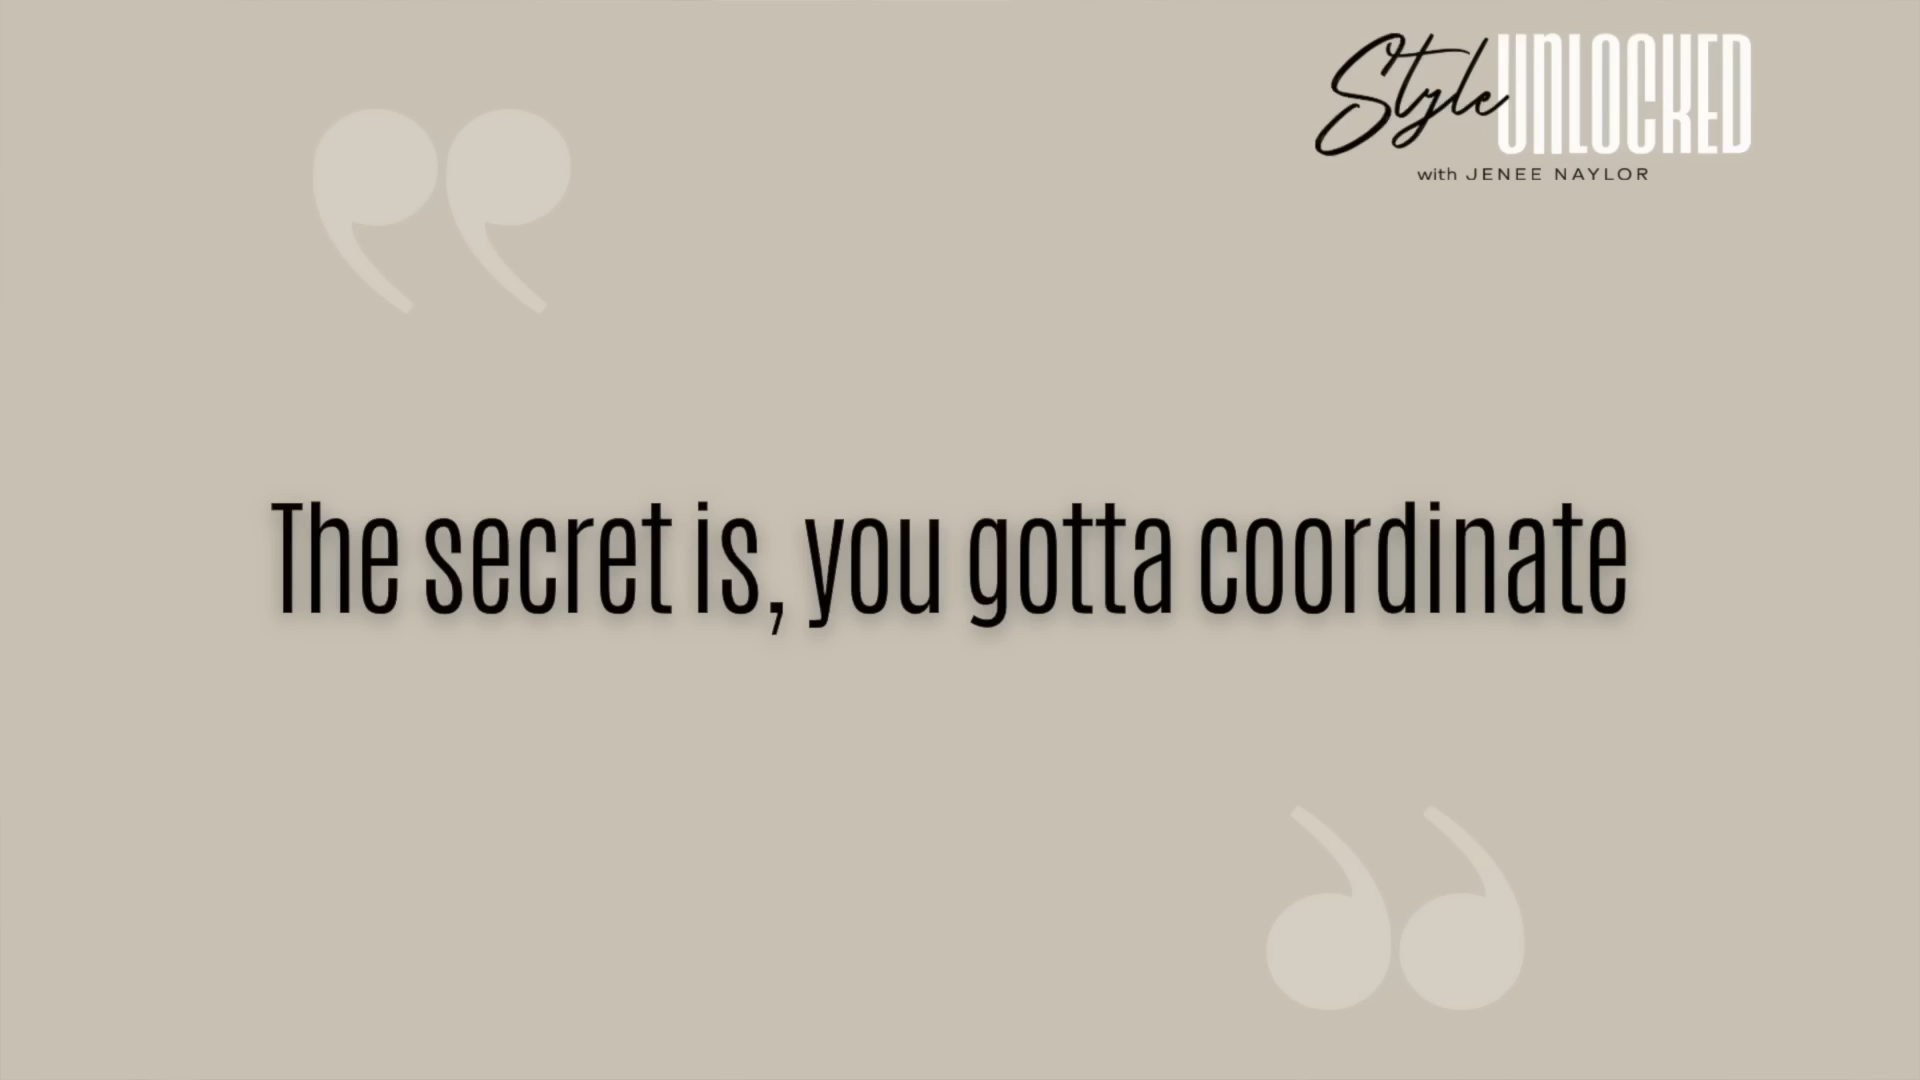 Style UNLOCKED
with JENEE NAYLOR
The secret is, you gotta coordinate